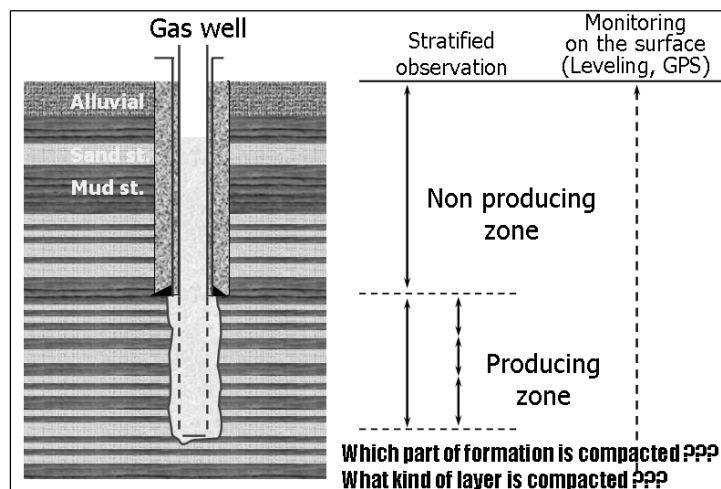 Gas well
Stratified
observation
Monitoring
on the surface
(Leveling, GPS)
Alluvial
Sand st.
Mud st.
Non producing
zone
Producing
zone
Which part of formation is compacted ???
What kind of layer is compacted ???